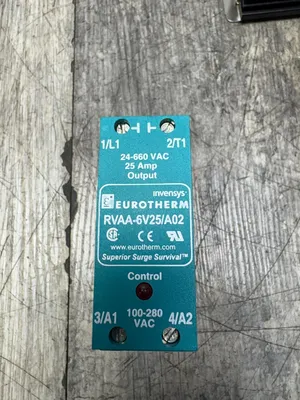 1/L1 2/T1
24-660 VAC
25 Amp
Output
invensys
EUROTHERM
RVAA-6V25/A02
www.eurotherm.com
Superior Surge Survival™
Control
3/A1 100-280 4/A2
VAC